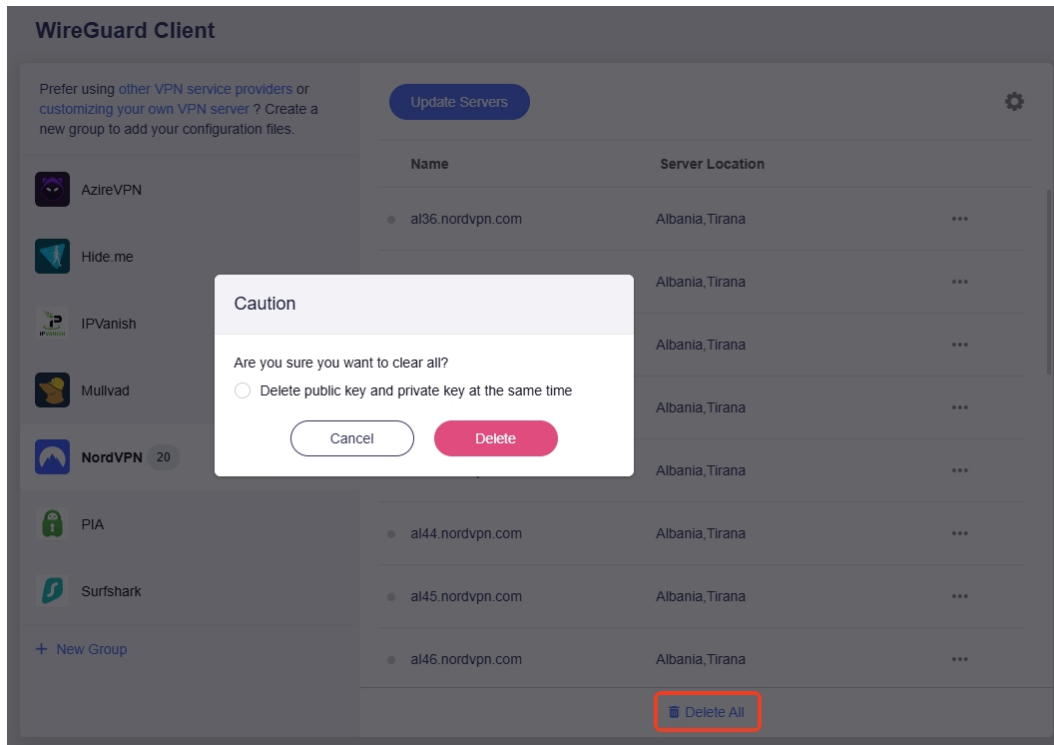 WireGuard Client
Prefer using other VPN service providers or
customizing your own VPN server ? Create a
new group to add your configuration files.
AzireVPN
Hide.me
IPVanish
Mullvad
NordVPN 20
PIA
Surfshark
+ New Group
Update Servers
Name Server Location
al36.nordvpn.com Albania,Tirana
Albania,Tirana
Albania,Tirana
Albania,Tirana
Albania,Tirana
al44.nordvpn.com Albania,Tirana
al45.nordvpn.com Albania,Tirana
al46.nordvpn.com Albania,Tirana
Delete All
Caution
Are you sure you want to clear all?
Delete public key and private key at the same time
Cancel Delete